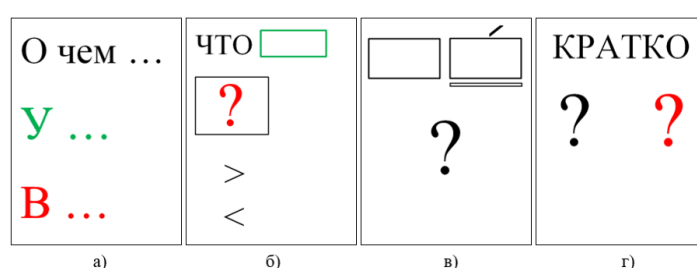 О чем …
У …
В …
а)
ЧТО
?
>
<
б)
?
в)
КРАТКО
? ?
г)